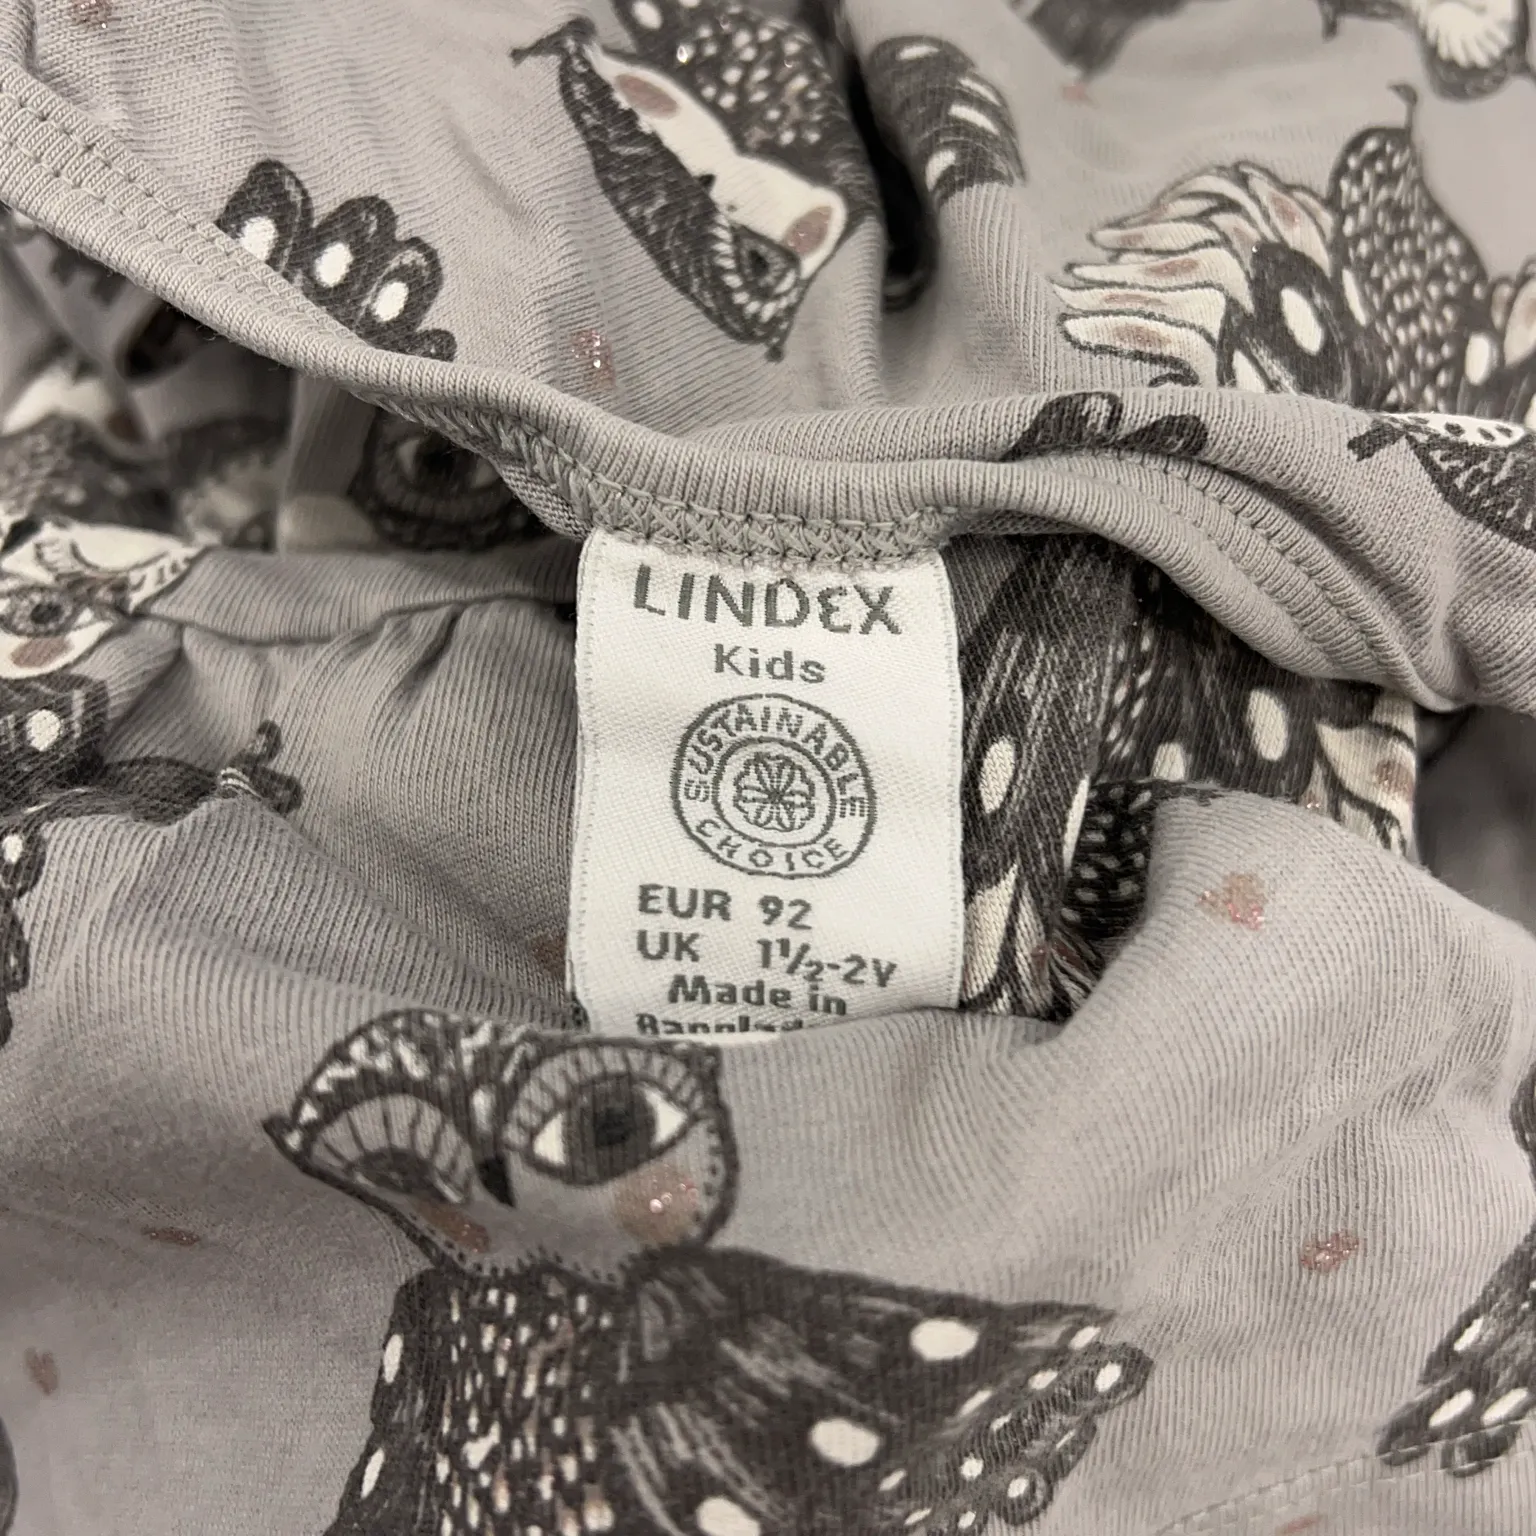 LINDEX
Kids
SUSTAINABLE
CHOICE
EUR 92
UK 1½-2Y
Made in